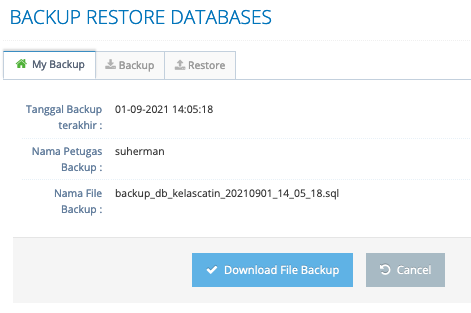 BACKUP RESTORE DATABASES
My Backup Backup Restore
Tanggal Backup terakhir : 01-09-2021 14:05:18
Nama Petugas Backup : suherman
Nama File Backup : backup_db_kelascatin_20210901_14_05_18.sql
Download File Backup Cancel